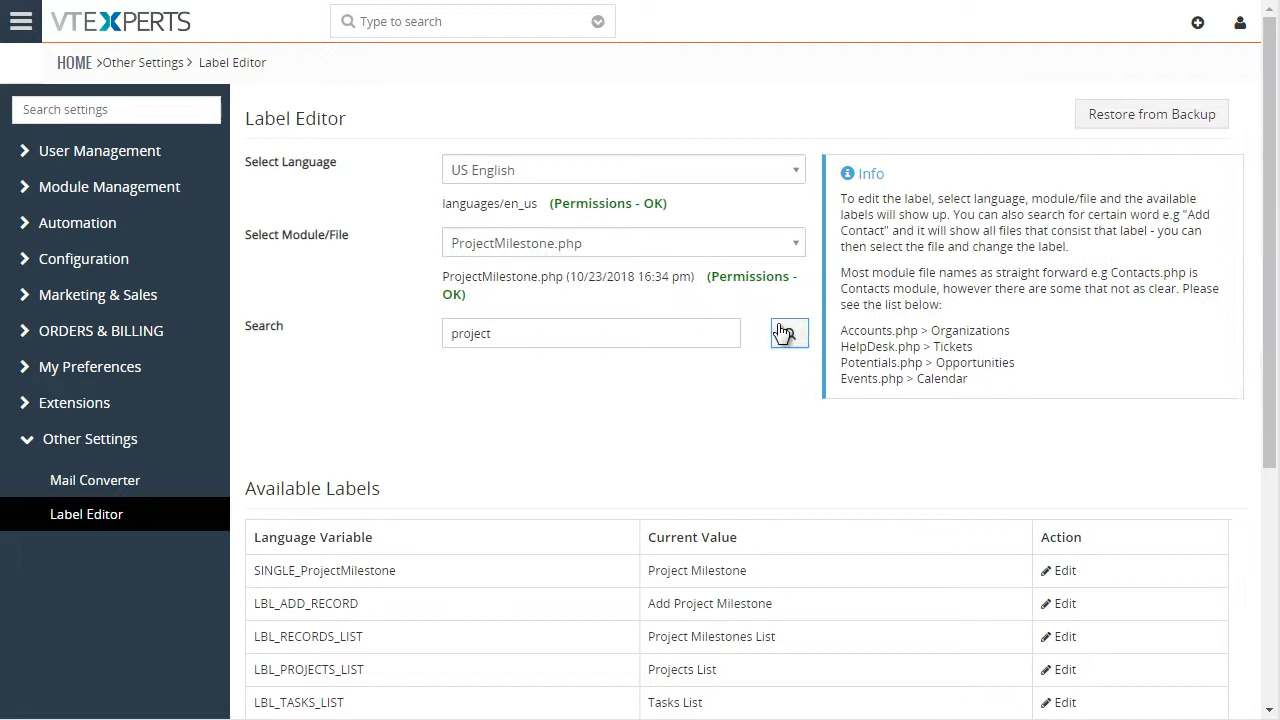 VTEXPERTS
Type to search
HOME >Other Settings> Label Editor
Search settings
User Management
Module Management
Automation
Configuration
Marketing & Sales
ORDERS & BILLING
My Preferences
Extensions
Other Settings
Mail Converter
Label Editor
Label Editor
Restore from Backup
Select Language
US English
languages/en_us (Permissions - OK)
Select Module/File
ProjectMilestone.php
ProjectMilestone.php (10/23/2018 16:34 pm) (Permissions -
OK)
Search
project
Info
To edit the label, select language, module/file and the available
labels will show up. You can also search for certain word e.g "Add
Contact" and it will show all files that consist that label - you can
then select the file and change the label.
Most module file names as straight forward e.g Contacts.php is
Contacts module, however there are some that not as clear. Please
see the list below:
Accounts.php > Organizations
HelpDesk.php > Tickets
Potentials.php > Opportunities
Events.php > Calendar
Available Labels
Language Variable Current Value Action
SINGLE_ProjectMilestone Project Milestone Edit
LBL_ADD_RECORD Add Project Milestone Edit
LBL_RECORDS_LIST Project Milestones List Edit
LBL_PROJECTS_LIST Projects List Edit
LBL_TASKS_LIST Tasks List Edit